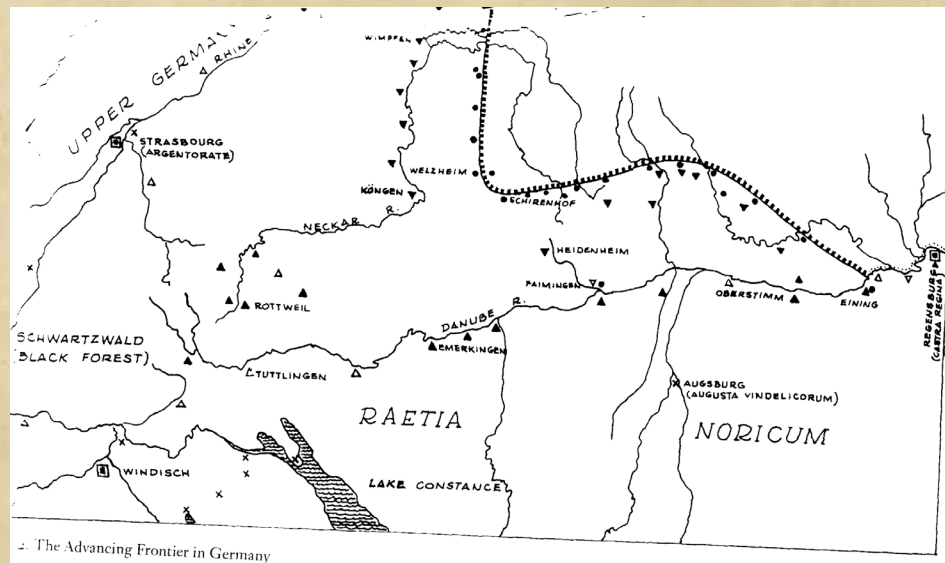 WIMPFEN
UPPER GERMAN
RHINE
STRASBOURG
(ARGENTORATE)
WELZHEIM
KÖNGEN
SCHIRENHOF
NECKAR R.
HEIDENHEIM
FAIMINGEN
ROTTWEIL
OBERSTIMM
EINING
REGENSBURG
(CASTRA REGINA)
DANUBE R.
SCHWARTZWALD
(BLACK FOREST)
EMERKINGEN
TUTTLINGEN
AUGSBURG
(AUGUSTA VINDELICORUM)
RAETIA
NORICUM
WINDISCH
LAKE CONSTANCE
The Advancing Frontier in Germany